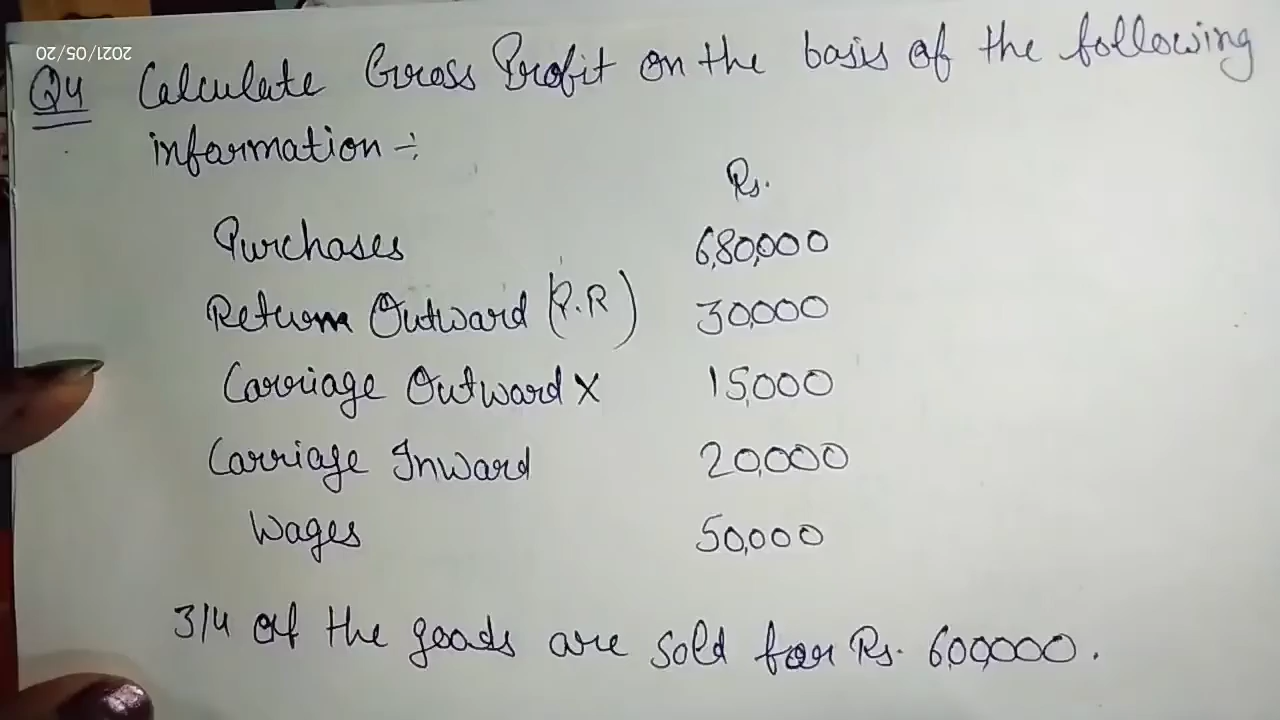 2021/05/20
Q4 Calculate Gross Profit on the basis of the following
information :-
Rs.
Purchases 6,80,000
Return Outward (P.R) 30,000
Carriage Outward X 15,000
Carriage Inward 20,000
Wages 50,000
3/4 of the goods are sold for Rs. 6,00,000.